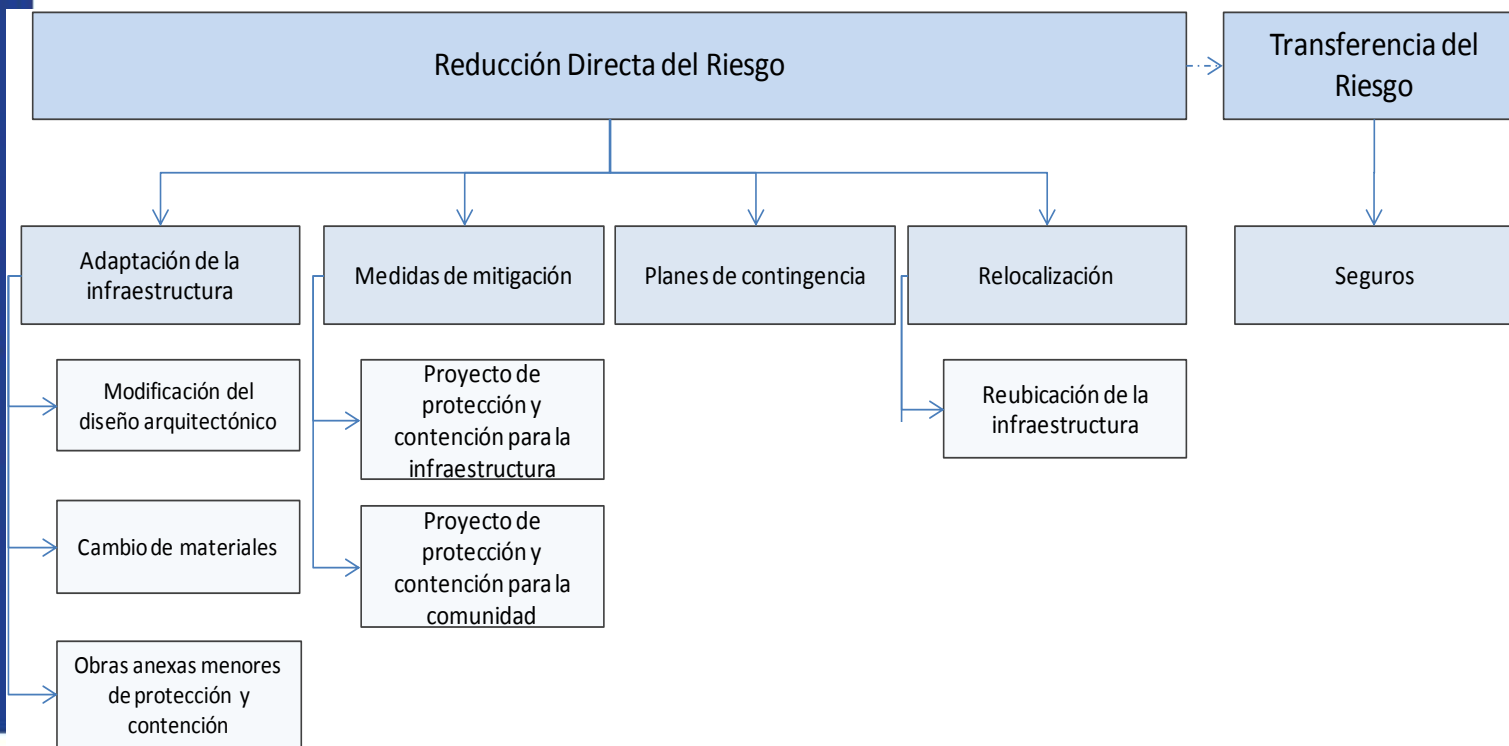 Reducción Directa del Riesgo
Transferencia del
Riesgo
Adaptación de la
infraestructura
Medidas de mitigación
Planes de contingencia
Relocalización
Seguros
Modificación del
diseño arquitectónico
Cambio de materiales
Obras anexas menores
de protección y
contención
Proyecto de
protección y
contención para la
infraestructura
Proyecto de
protección y
contención para la
comunidad
Reubicación de la
infraestructura